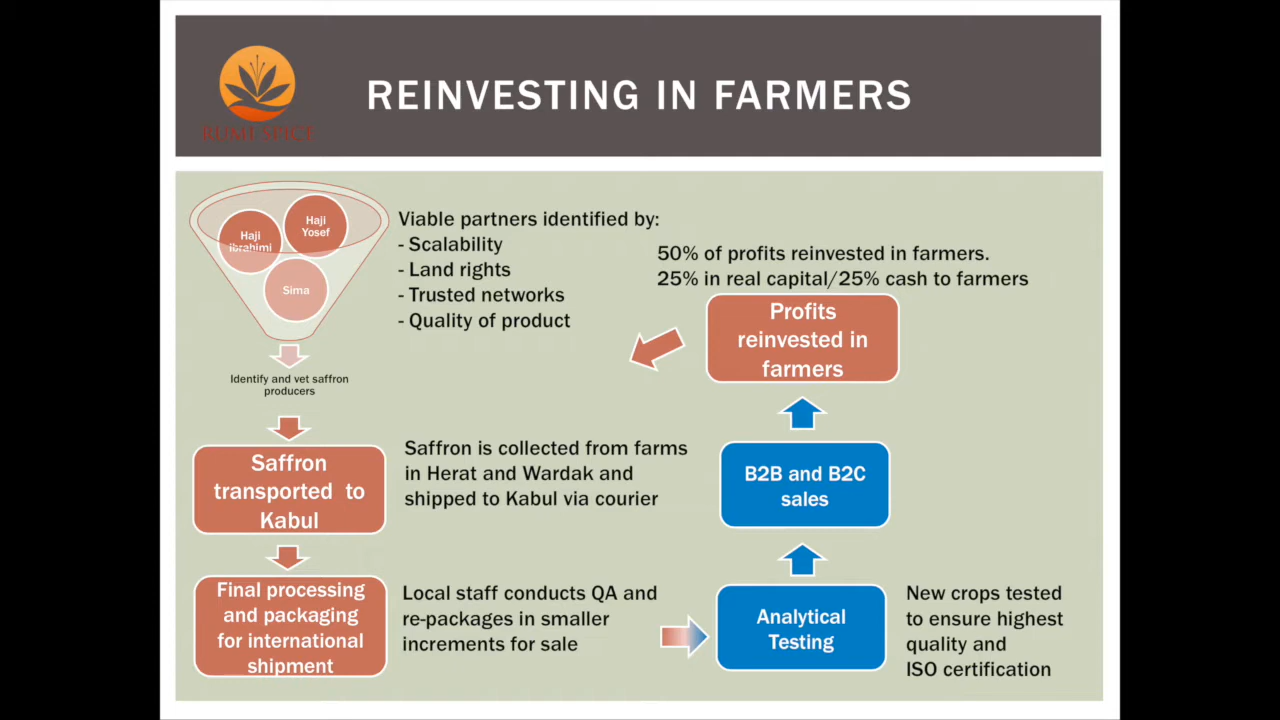 RUMI SPICE
REINVESTING IN FARMERS
Haji
Yosef
Haji
ibrahimi
Sima
Identify and vet saffron
producers
Viable partners identified by:
- Scalability
- Land rights
- Trusted networks
- Quality of product
50% of profits reinvested in farmers.
25% in real capital/25% cash to farmers
Profits
reinvested in
farmers
Saffron
transported to
Kabul
Saffron is collected from farms
in Herat and Wardak and
shipped to Kabul via courier
B2B and B2C
sales
Final processing
and packaging
for international
shipment
Local staff conducts QA and
re-packages in smaller
increments for sale
Analytical
Testing
New crops tested
to ensure highest
quality and
ISO certification